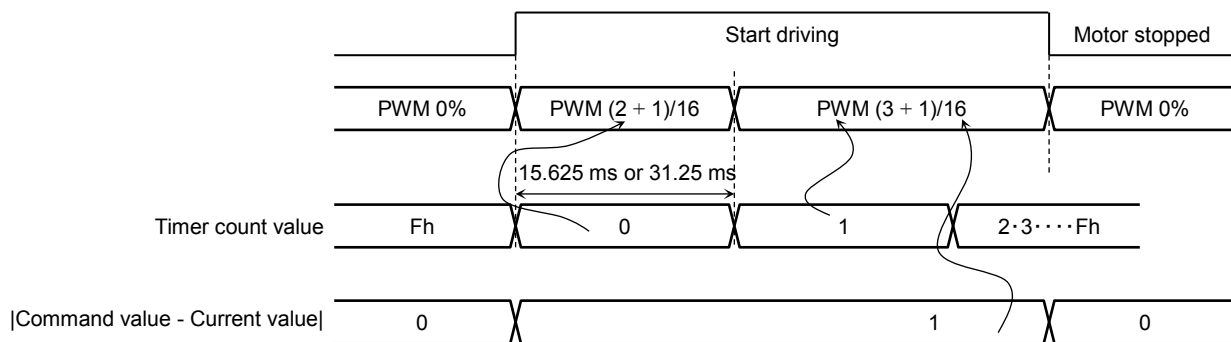 Start driving Motor stopped
PWM 0% PWM (2 + 1)/16 PWM (3 + 1)/16 PWM 0%
15.625 ms or 31.25 ms
Timer count value Fh 0 1 2･3････Fh
|Command value - Current value| 0 1 0